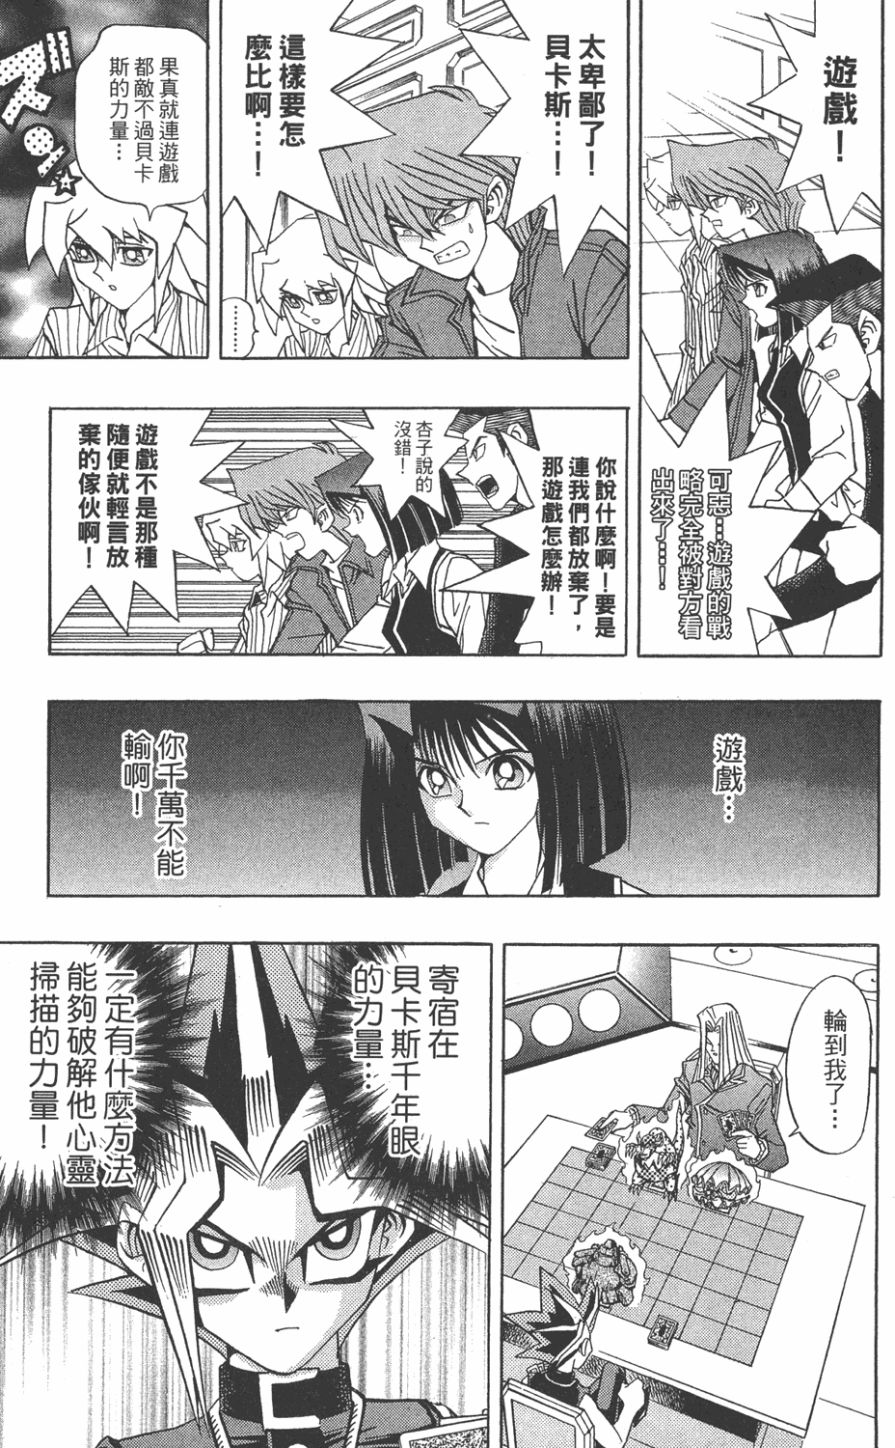 遊戲！
可惡…遊戲的戰
略完全被對方看
出來了…！
太卑鄙了！
貝卡斯…！
這樣要怎
麼比啊…！
……
果真就連遊戲
都敵不過貝卡
斯的力量…
你說什麼啊！要是
連我們都放棄了，
那遊戲怎麼辦！
杏子說的
沒錯！
遊戲不是那種
隨便就輕言放
棄的傢伙啊！
遊戲…
你千萬不能
輸啊！
輪到我了…
寄宿在
貝卡斯千年眼
的力量…
一定有什麼方法
能夠破解他心靈
掃描的力量！